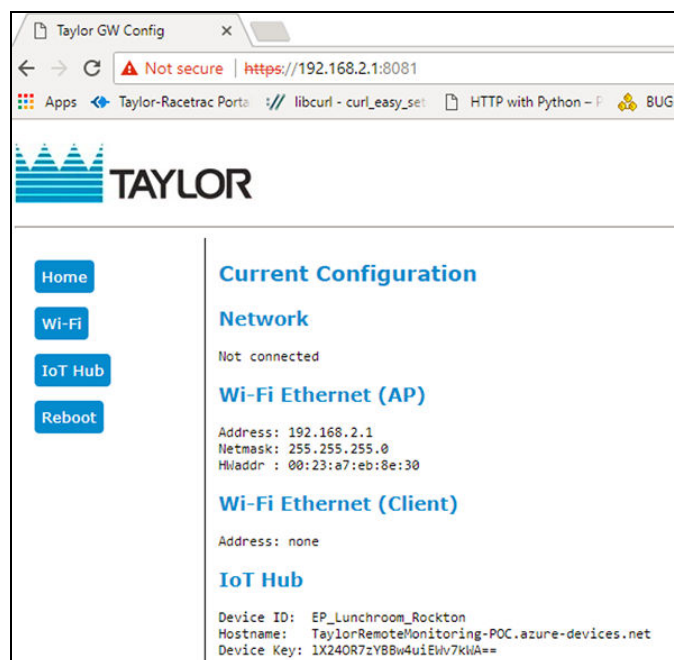 Taylor GW Config
Not secure | https://192.168.2.1:8081
Apps Taylor-Racetrac Porta libcurl - curl_easy_set HTTP with Python – P BUG
TAYLOR
Home
Wi-Fi
IoT Hub
Reboot
Current Configuration
Network
Not connected
Wi-Fi Ethernet (AP)
Address: 192.168.2.1
Netmask: 255.255.255.0
HWaddr : 00:23:a7:eb:8e:30
Wi-Fi Ethernet (Client)
Address: none
IoT Hub
Device ID: EP_Lunchroom_Rockton
Hostname: TaylorRemoteMonitoring-POC.azure-devices.net
Device Key: 1X24OR7zYBBw4uiEWv7kWA==